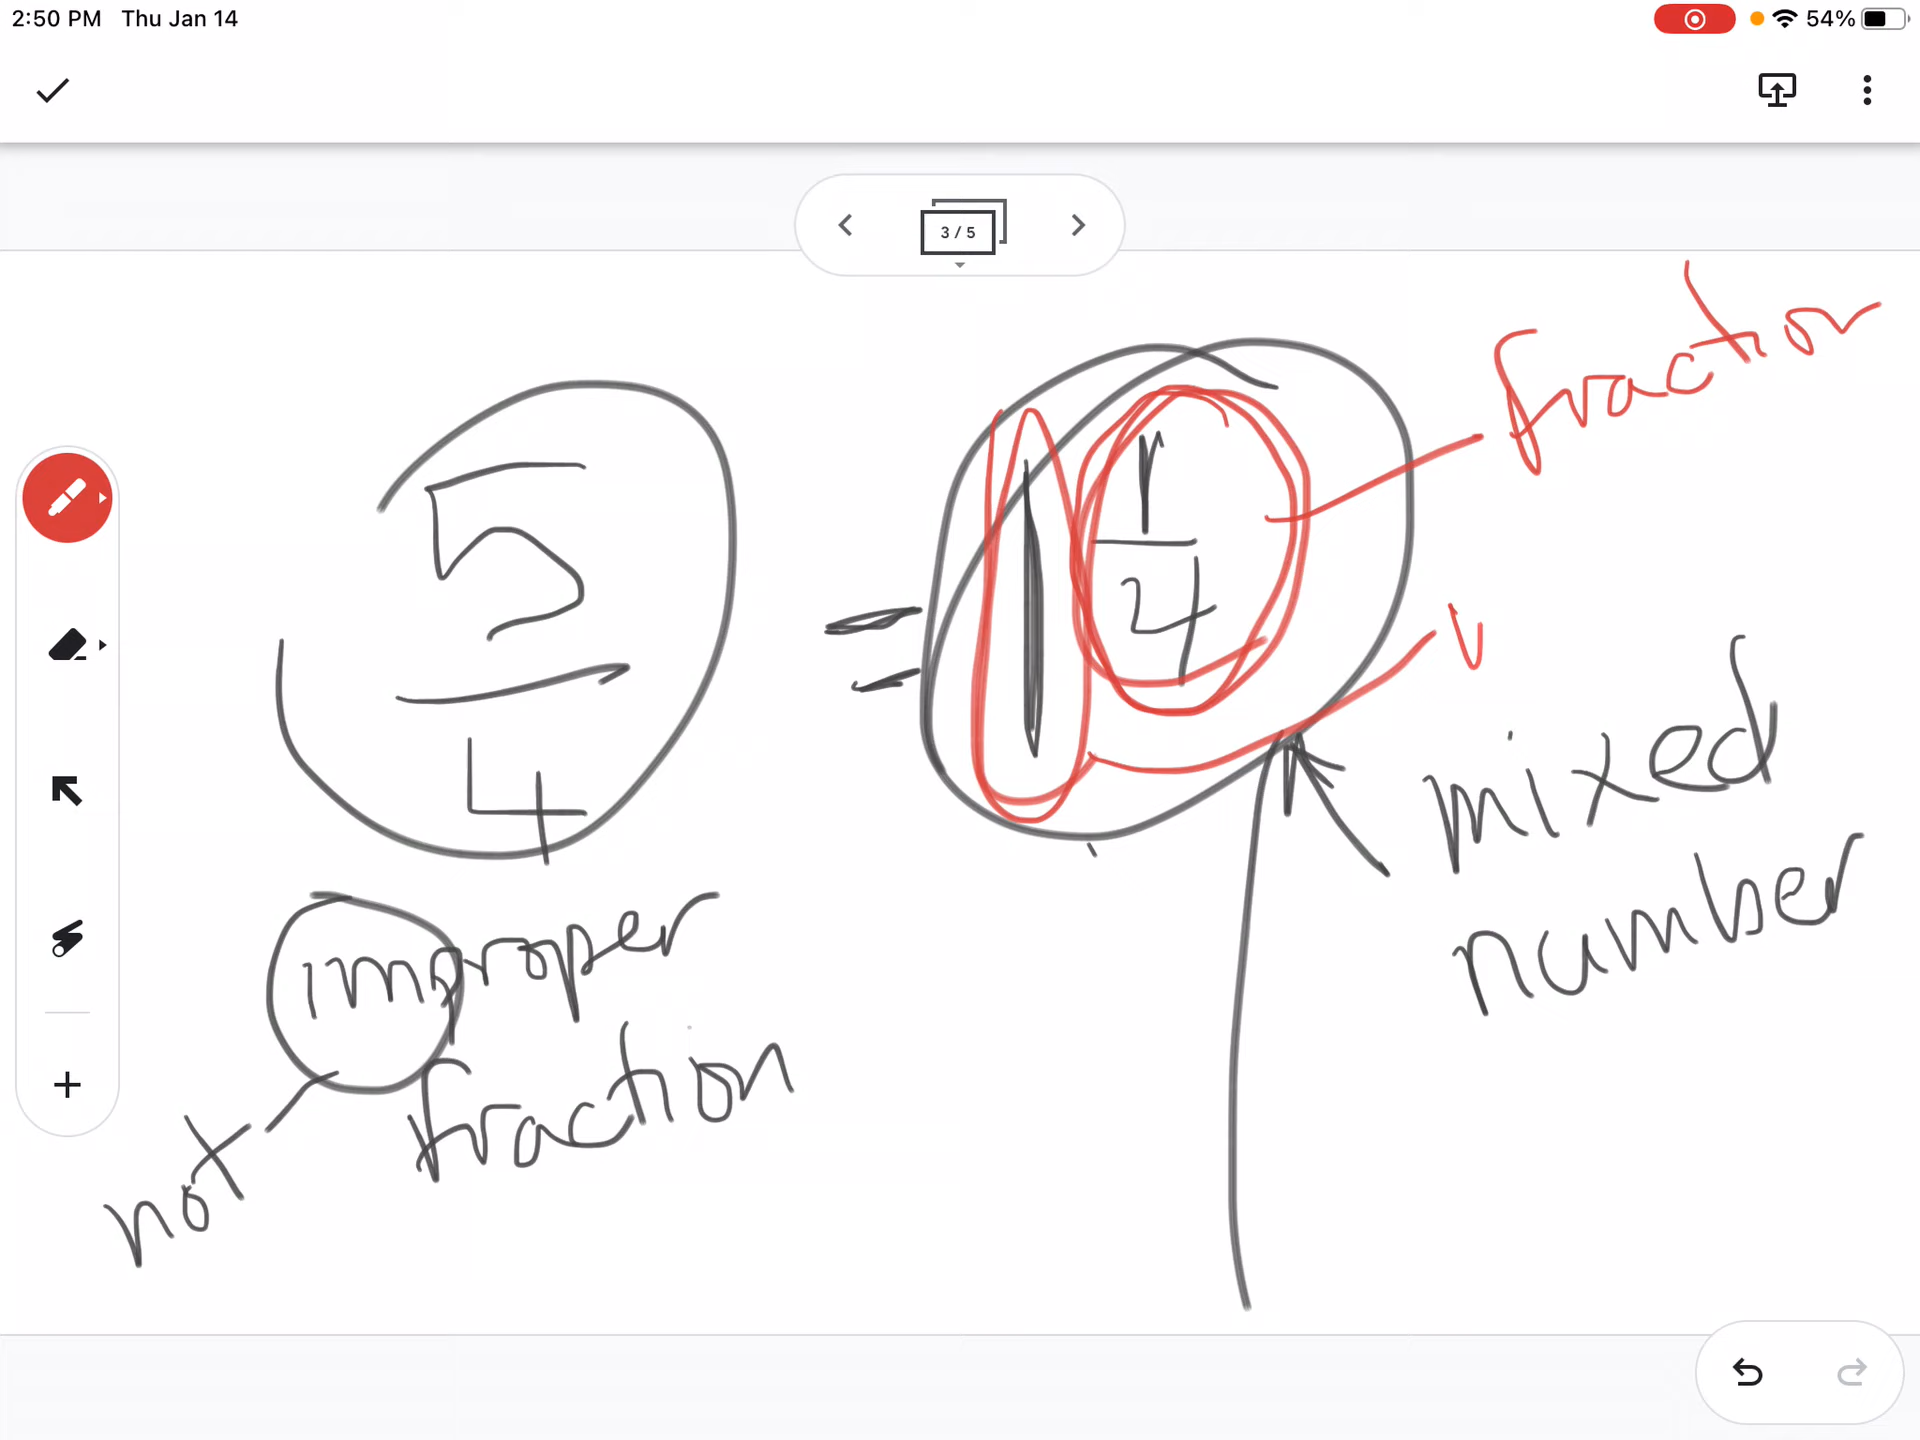 2:50 PM Thu Jan 14
54%
3 / 5
fraction
5/4 = 1 1/4
mixed
number
improper
fraction
not